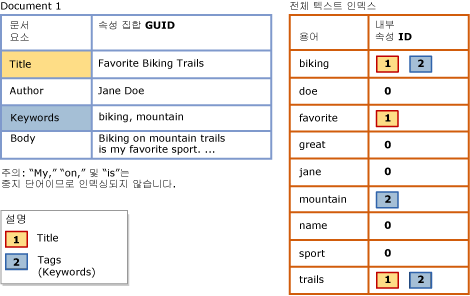 Document 1
문서
요소
속성 집합 GUID
Title
Favorite Biking Trails
Author
Jane Doe
Keywords
biking, mountain
Body
Biking on mountain trails
is my favorite sport. ...
주의: “My,” “on,” 및 “is”는
중지 단어이므로 인덱싱되지 않습니다.
설명
1 Title
2 Tags
(Keywords)
전체 텍스트 인덱스
용어
내부
속성 ID
biking 1 2
doe 0
favorite 1
great 0
jane 0
mountain 2
name 0
sport 0
trails 1 2